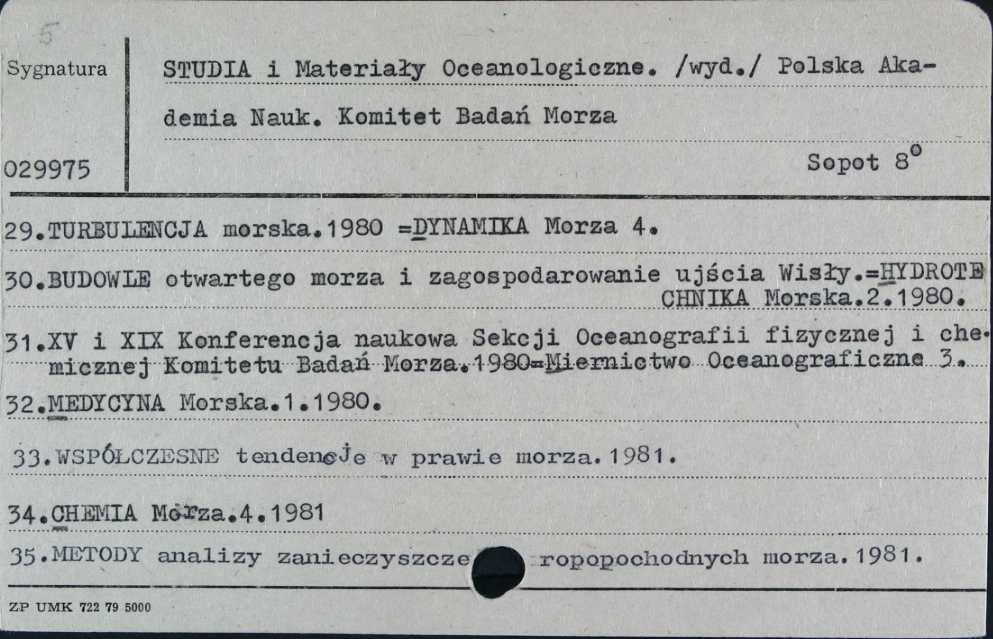 5
Sygnatura
STUDIA i Materiały Oceanologiczne. /wyd./ Polska Aka-
demia Nauk. Komitet Badań Morza
029975
Sopot 8°
29.TURBULENCJA morska.1980 =DYNAMIKA Morza 4.
30.BUDOWLE otwartego morza i zagospodarowanie ujścia Wisły.=HYDROTE
CHNIKA Morska.2.1980.
31.XV i XIX Konferencja naukowa Sekcji Oceanografii fizycznej i che-
micznej Komitetu Badań Morza.1980=Miernictwo Oceanograficzne 3.
32.MEDYCYNA Morska.1.1980.
33.WSPÓŁCZESNE tendencje w prawie morza.1981.
34.CHEMIA Morza.4.1981
35.METODY analizy zanieczyszcze ropopochodnych morza.1981.
ZP UMK 722 79 5000